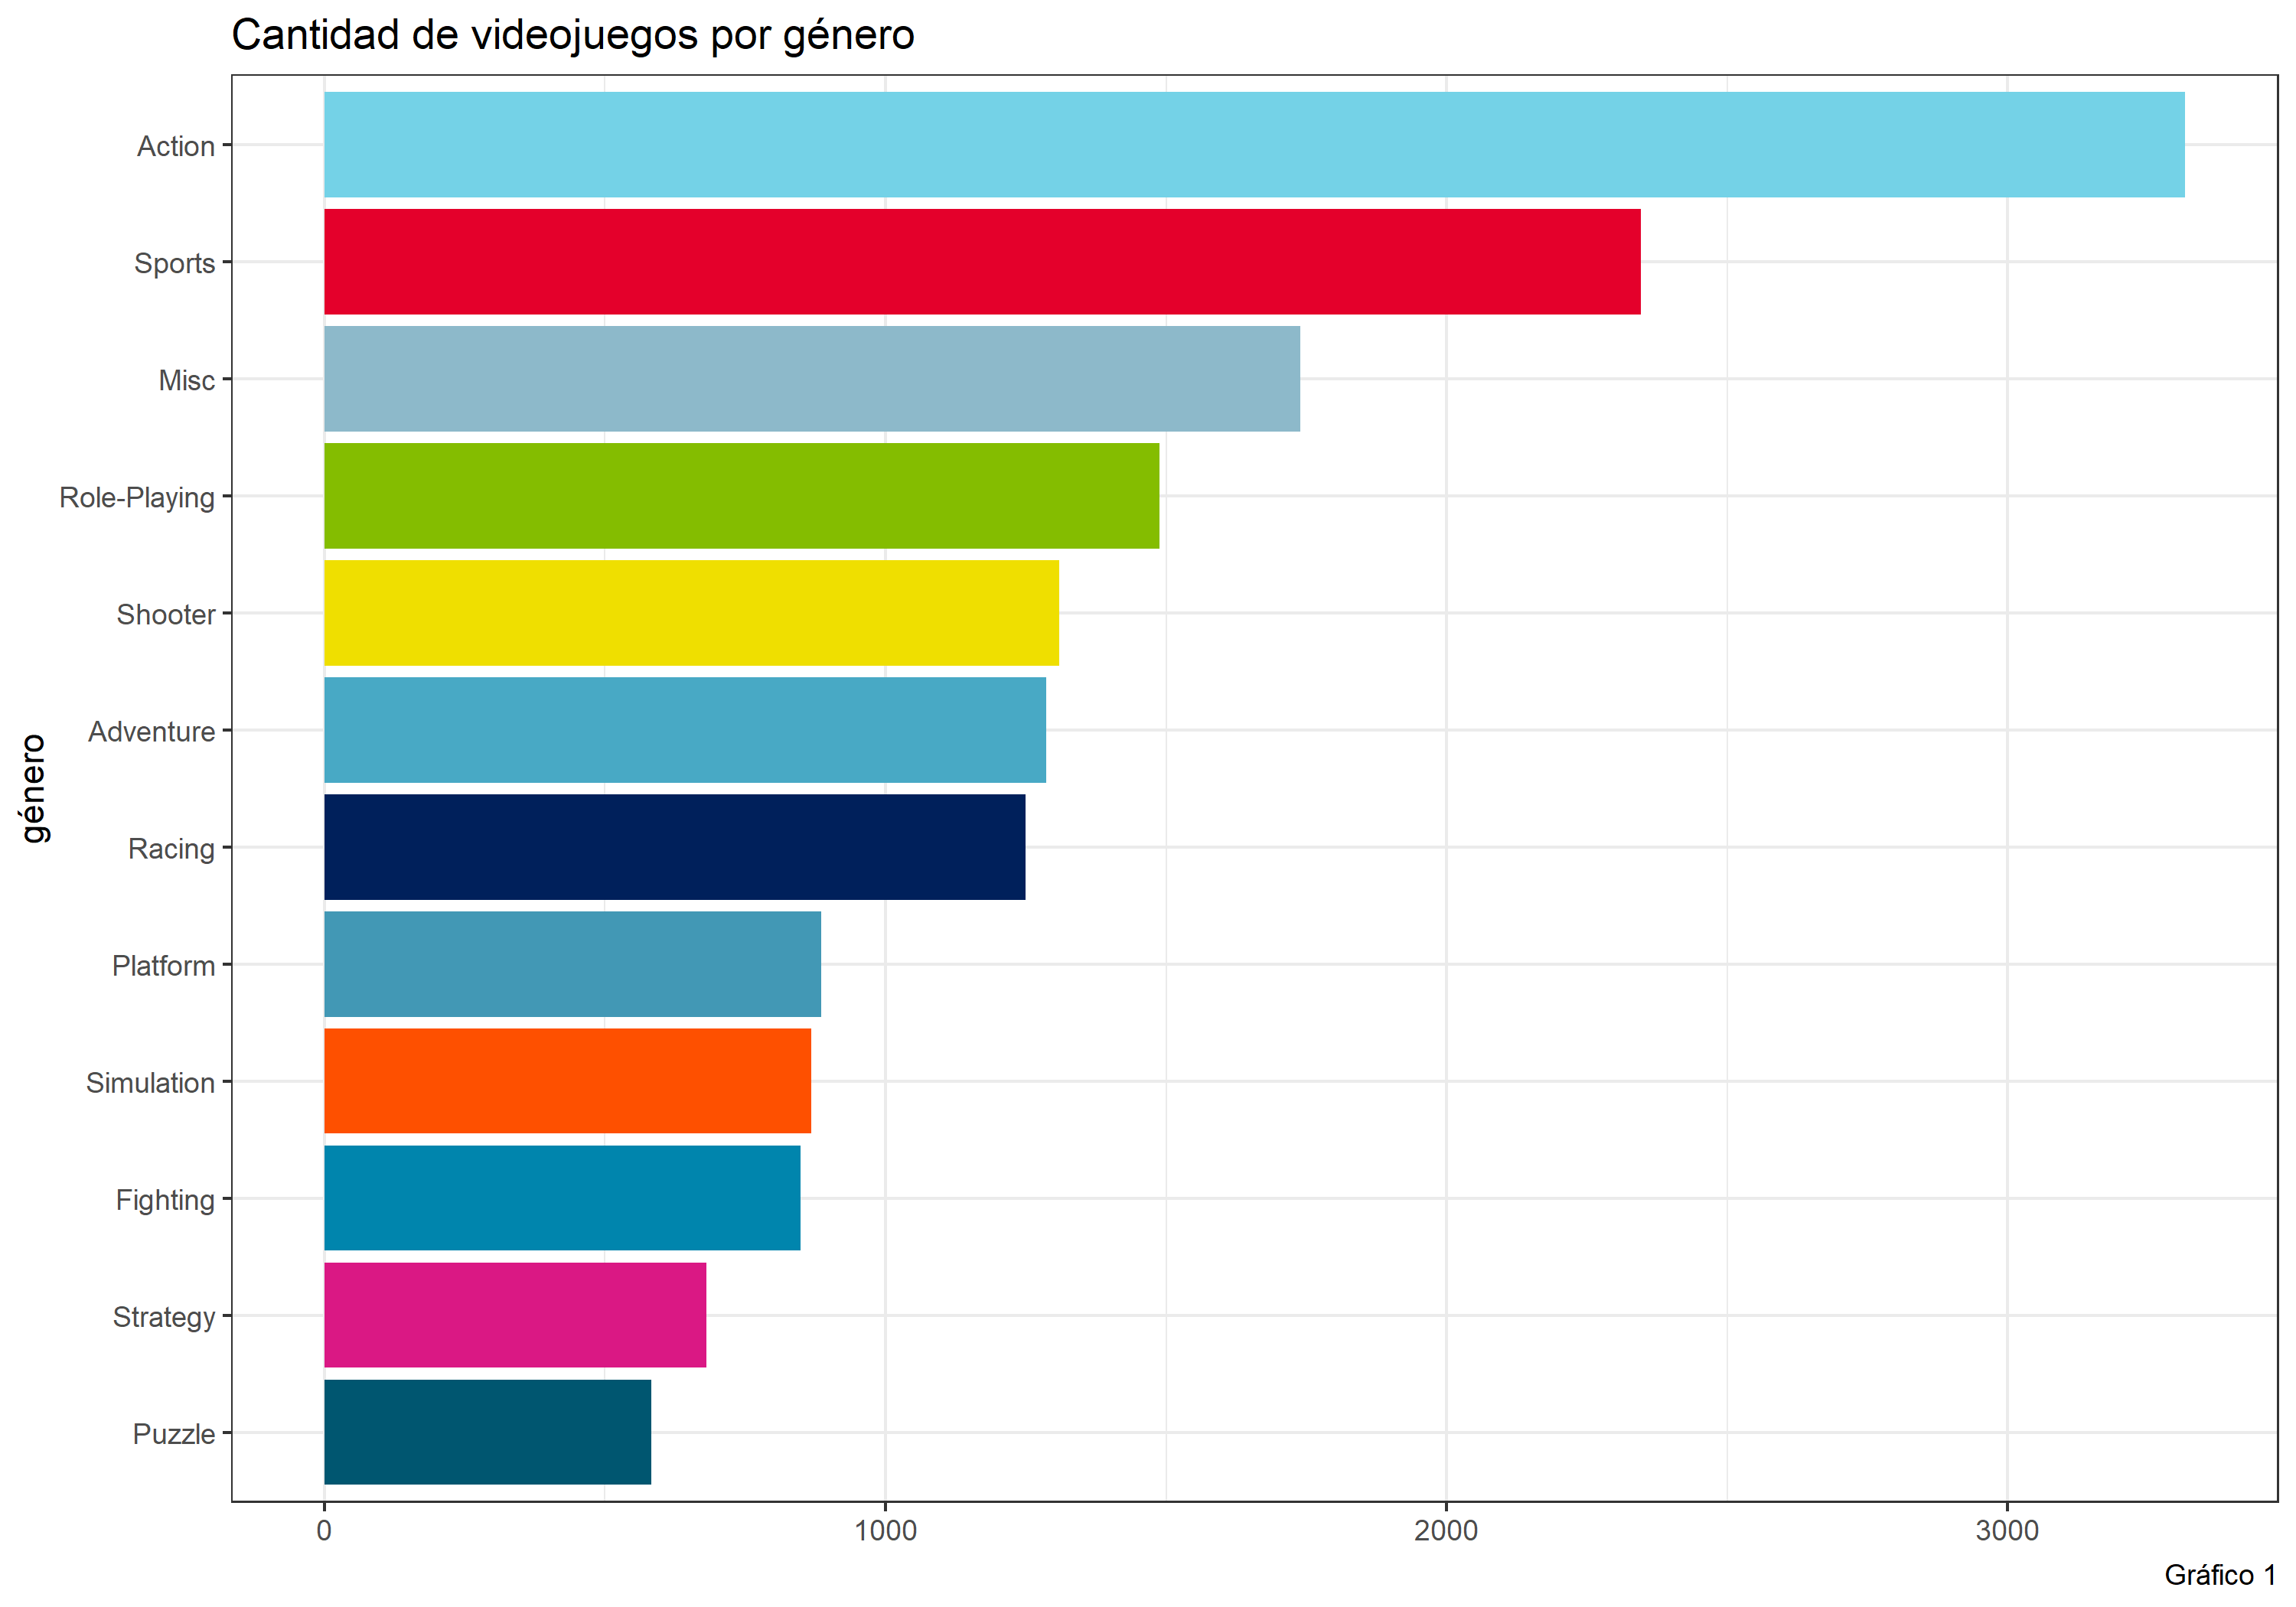 Cantidad de videojuegos por género
Action
Sports
Misc
Role-Playing
Shooter
Adventure
Racing
Platform
Simulation
Fighting
Strategy
Puzzle
género
0 1000 2000 3000
Gráfico 1